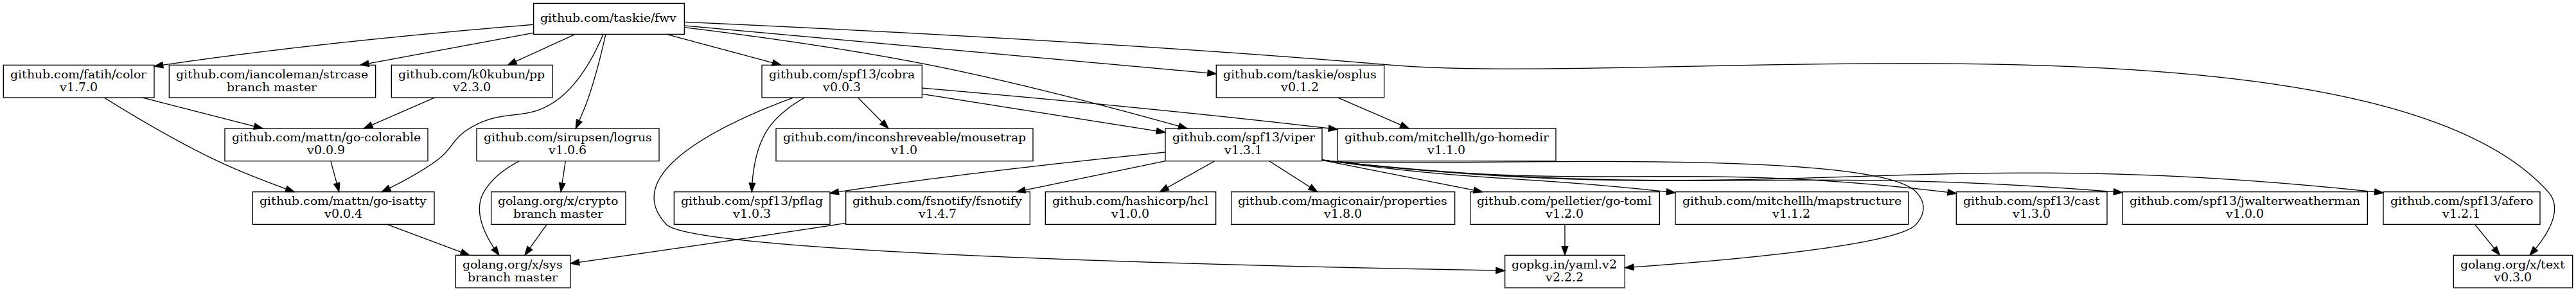 github.com/taskie/fwv
github.com/fatih/color
v1.7.0
github.com/iancoleman/strcase
branch master
github.com/k0kubun/pp
v2.3.0
github.com/spf13/cobra
v0.0.3
github.com/taskie/osplus
v0.1.2
github.com/mattn/go-colorable
v0.0.9
github.com/sirupsen/logrus
v1.0.6
github.com/inconshreveable/mousetrap
v1.0
github.com/spf13/viper
v1.3.1
github.com/mitchellh/go-homedir
v1.1.0
github.com/mattn/go-isatty
v0.0.4
golang.org/x/crypto
branch master
github.com/spf13/pflag
v1.0.3
github.com/fsnotify/fsnotify
v1.4.7
github.com/hashicorp/hcl
v1.0.0
github.com/magiconair/properties
v1.8.0
github.com/pelletier/go-toml
v1.2.0
github.com/mitchellh/mapstructure
v1.1.2
github.com/spf13/cast
v1.3.0
github.com/spf13/jwalterweatherman
v1.0.0
github.com/spf13/afero
v1.2.1
golang.org/x/sys
branch master
gopkg.in/yaml.v2
v2.2.2
golang.org/x/text
v0.3.0